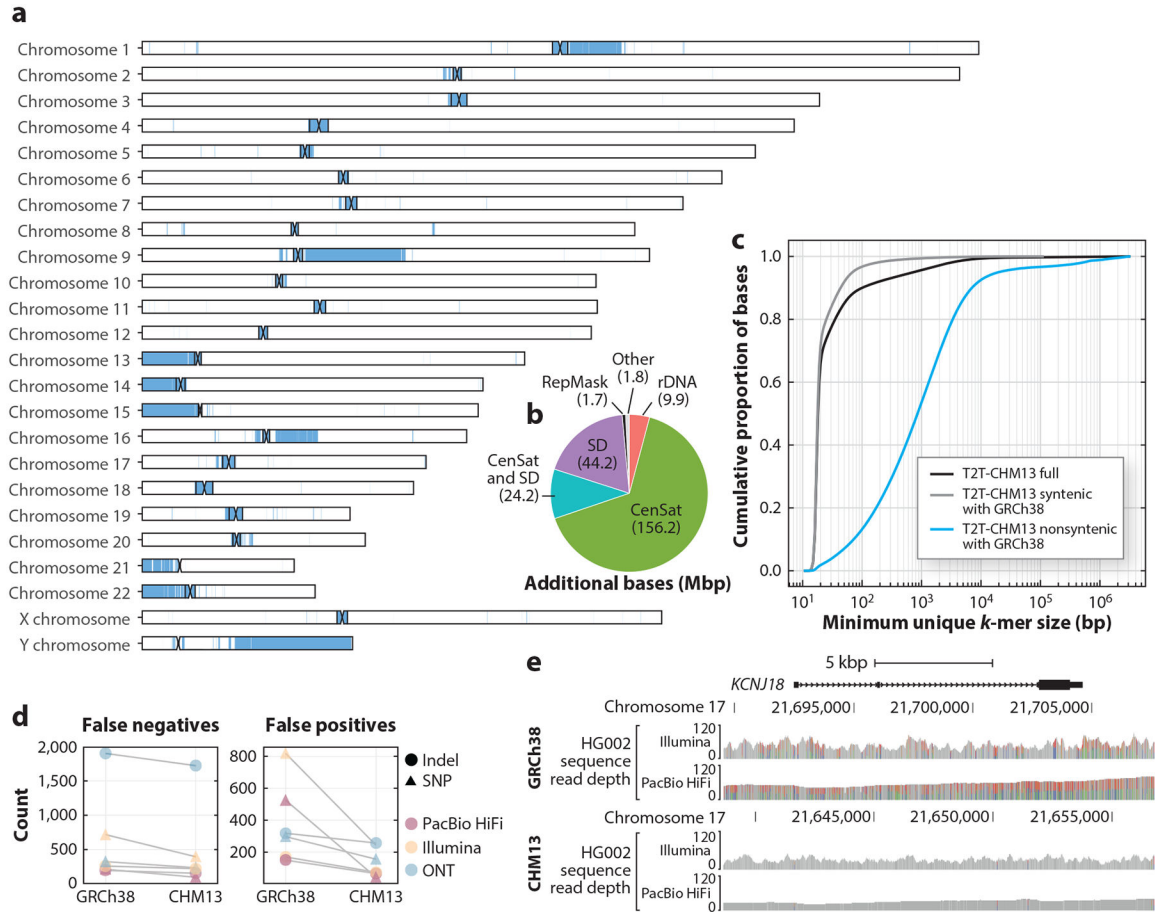 a
Chromosome 1
Chromosome 2
Chromosome 3
Chromosome 4
Chromosome 5
Chromosome 6
Chromosome 7
Chromosome 8
Chromosome 9
Chromosome 10
Chromosome 11
Chromosome 12
Chromosome 13
Chromosome 14
Chromosome 15
Chromosome 16
Chromosome 17
Chromosome 18
Chromosome 19
Chromosome 20
Chromosome 21
Chromosome 22
X chromosome
Y chromosome
b
Other
(1.8)
RepMask
(1.7)
rDNA
(9.9)
SD
(44.2)
CenSat
and SD
(24.2)
CenSat
(156.2)
Additional bases (Mbp)
c
Cumulative proportion of bases
1.0
0.8
0.6
0.4
0.2
0.0
T2T-CHM13 full
T2T-CHM13 syntenic
with GRCh38
T2T-CHM13 nonsyntenic
with GRCh38
10¹ 10² 10³ 10⁴ 10⁵ 10⁶
Minimum unique k-mer size (bp)
d
False negatives
Count
2,000
1,500
1,000
500
0
GRCh38 CHM13
False positives
800
600
400
200
GRCh38 CHM13
Indel
SNP
PacBio HiFi
Illumina
ONT
e
5 kbp
KCNJ18
Chromosome 17 21,695,000 21,700,000 21,705,000
GRCh38
HG002
sequence
read depth
Illumina
120
0
PacBio HiFi
120
0
Chromosome 17 21,645,000 21,650,000 21,655,000
CHM13
HG002
sequence
read depth
Illumina
120
0
PacBio HiFi
120
0